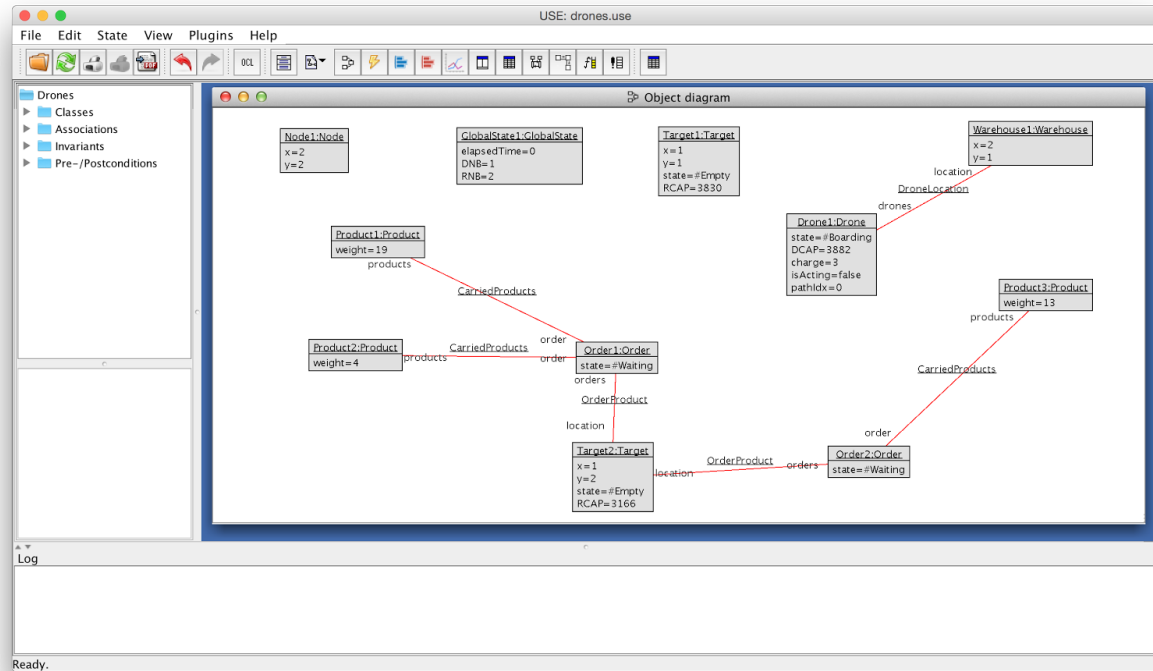 USE: drones.use
File Edit State View Plugins Help
OCL
Drones
Classes
Associations
Invariants
Pre-/Postconditions
Object diagram
Node1:Node
x=2
y=2
GlobalState1:GlobalState
elapsedTime=0
DNB=1
RNB=2
Target1:Target
x=1
y=1
state=#Empty
RCAP=3830
Warehouse1:Warehouse
x=2
y=1
location
DroneLocation
drones
Drone1:Drone
state=#Boarding
DCAP=3882
charge=3
isActing=false
pathIdx=0
Product1:Product
weight=19
products
CarriedProducts
order
Product2:Product
weight=4
products
CarriedProducts
order
Order1:Order
state=#Waiting
orders
OrderProduct
location
Product3:Product
weight=13
products
CarriedProducts
order
Target2:Target
x=1
y=2
state=#Empty
RCAP=3166
location
OrderProduct
orders
Order2:Order
state=#Waiting
Log
Ready.